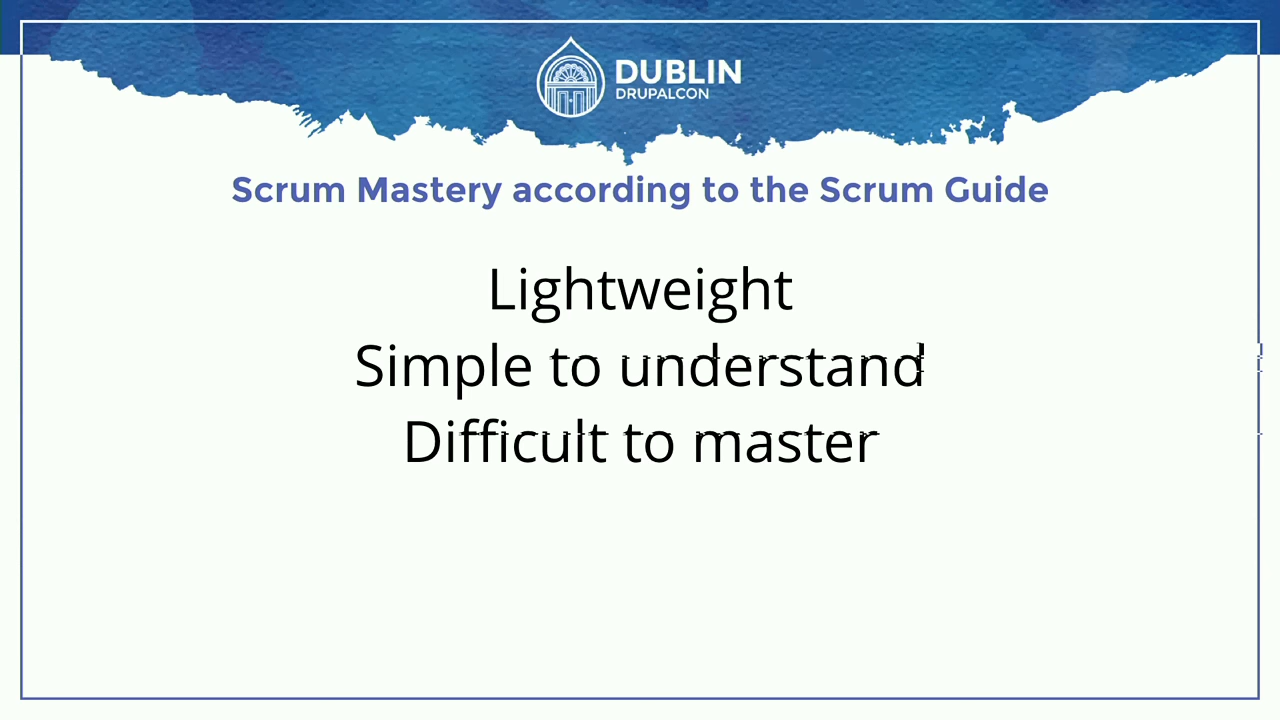 DUBLIN
DRUPALCON
Scrum Mastery according to the Scrum Guide
Lightweight
Simple to understand
Difficult to master